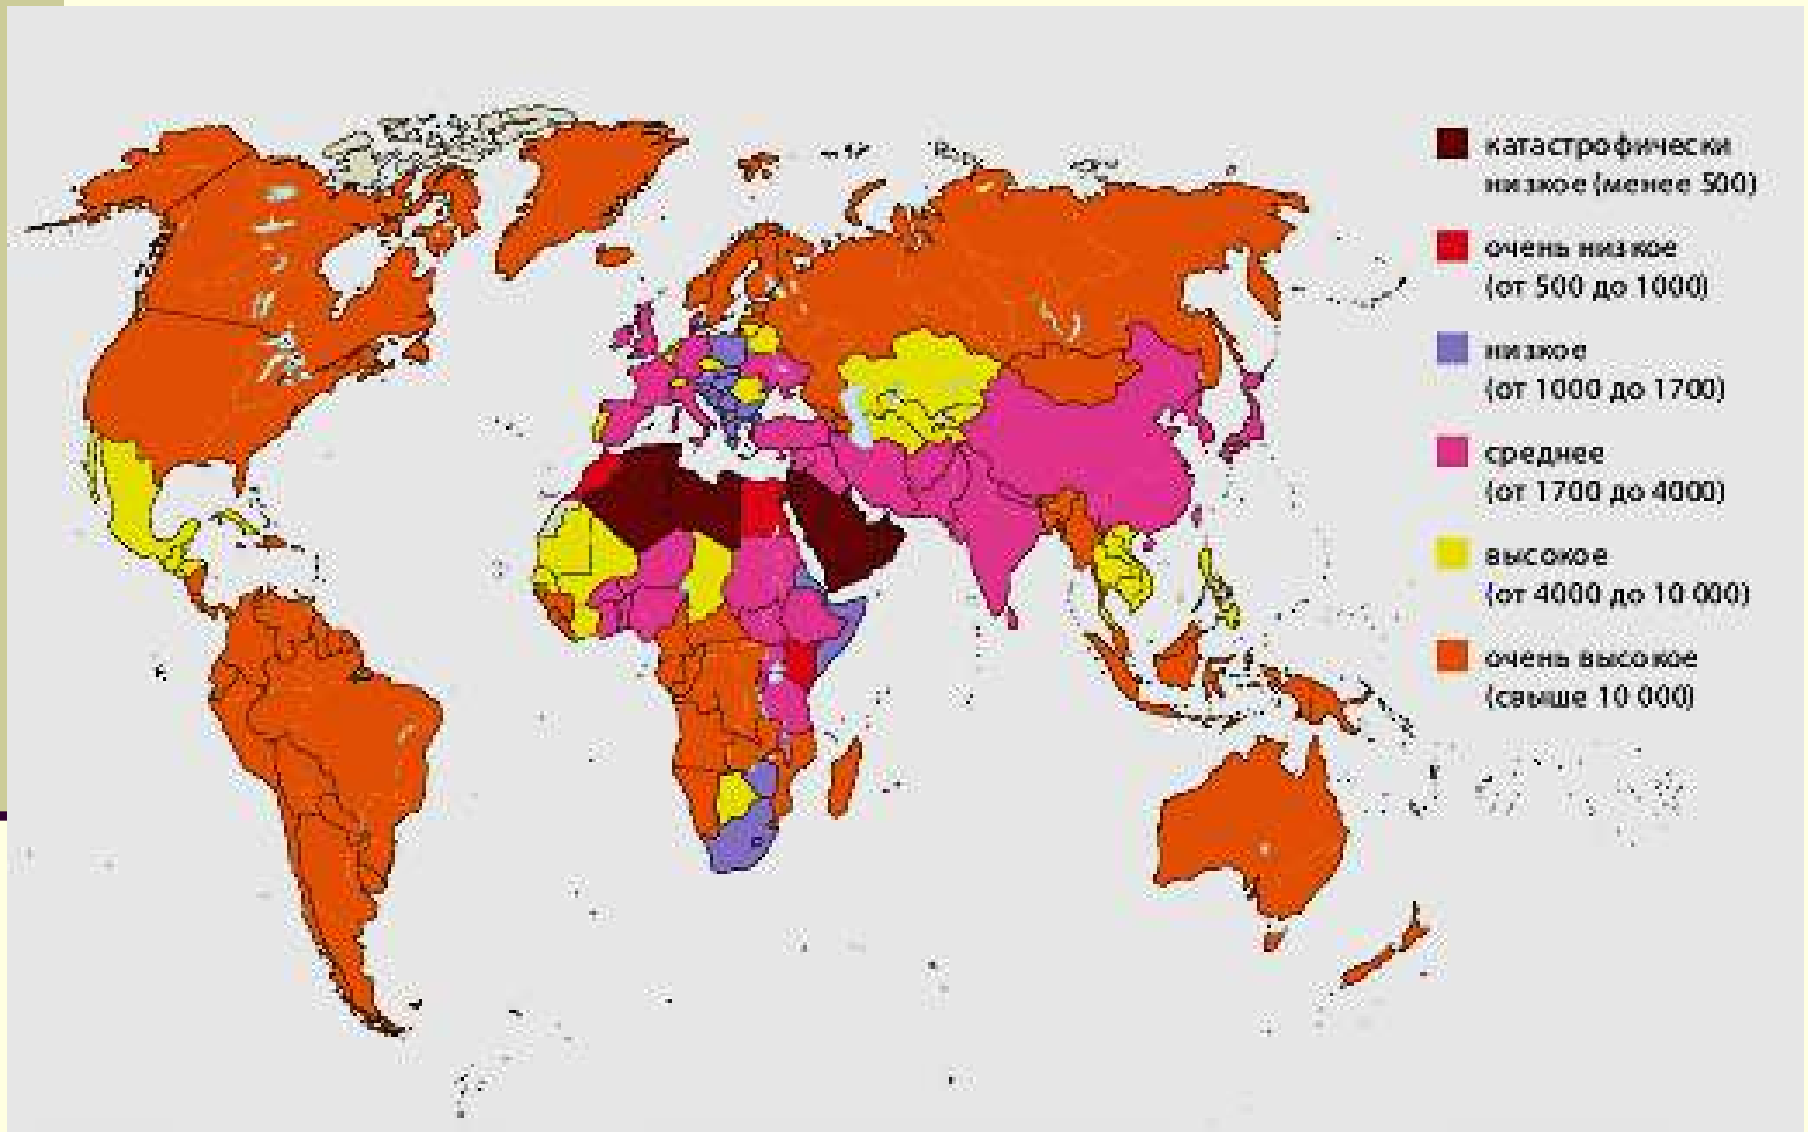 катастрофически
низкое (менее 500)
очень низкое
(от 500 до 1000)
низкое
(от 1000 до 1700)
среднее
(от 1700 до 4000)
высокое
(от 4000 до 10 000)
очень высокое
(свыше 10 000)